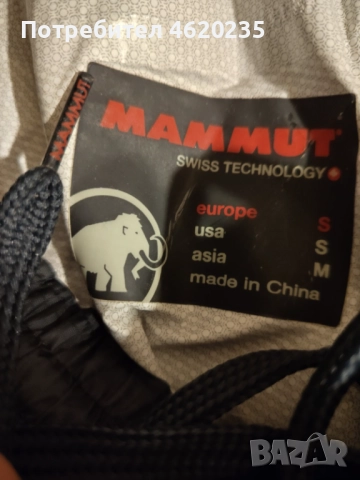 Потребител 4620235
MAMMUT
MAMMUT
SWISS TECHNOLOGY
europe S
usa S
asia M
made in China
BAZAR